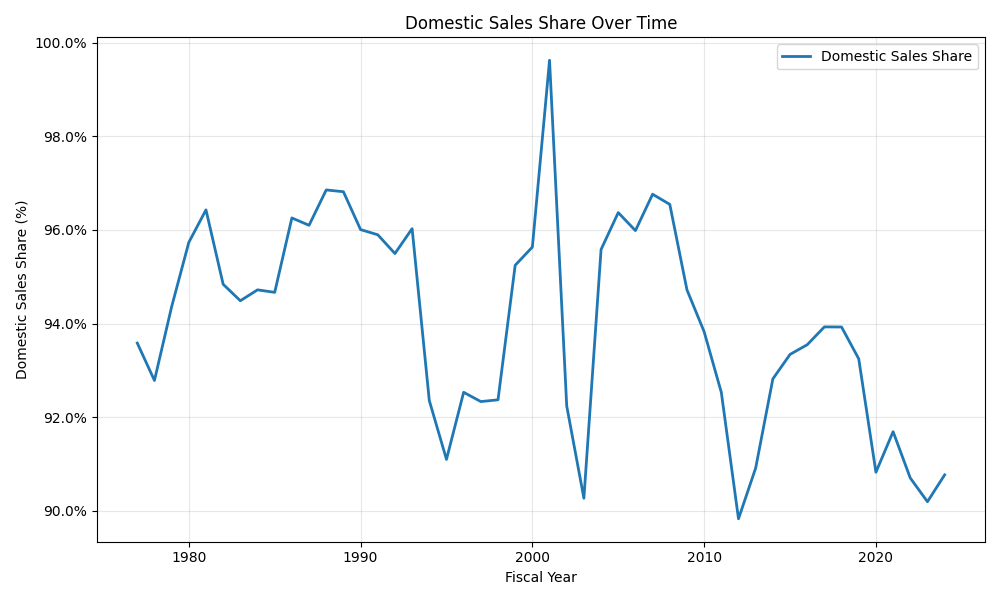 Domestic Sales Share Over Time
Domestic Sales Share
Domestic Sales Share (%)
100.0%
98.0%
96.0%
94.0%
92.0%
90.0%
1980 1990 2000 2010 2020
Fiscal Year